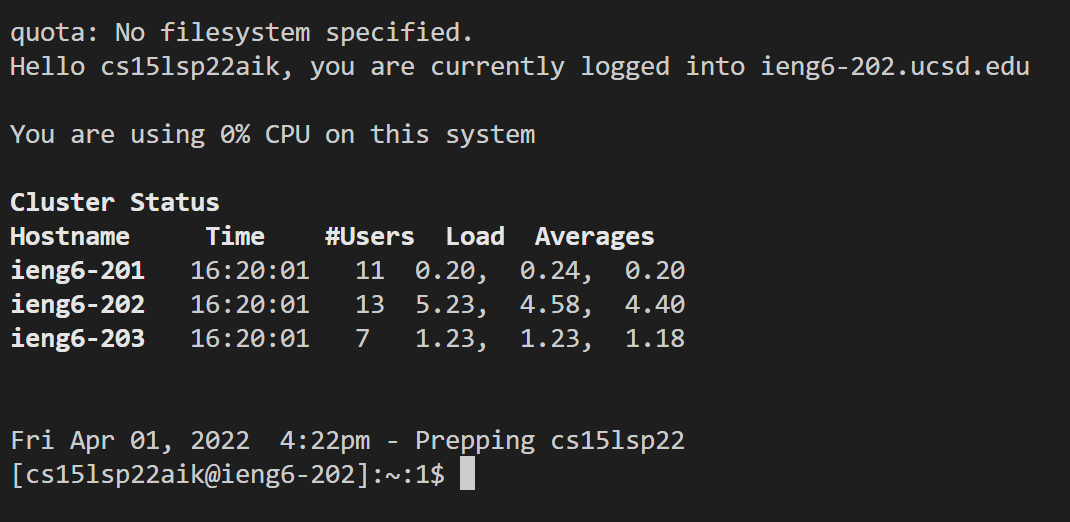 quota: No filesystem specified.
Hello cs15lsp22aik, you are currently logged into ieng6-202.ucsd.edu
You are using 0% CPU on this system
Cluster Status
Hostname     Time    #Users  Load  Averages
ieng6-201   16:20:01   11  0.20,  0.24,  0.20
ieng6-202   16:20:01   13  5.23,  4.58,  4.40
ieng6-203   16:20:01   7   1.23,  1.23,  1.18
Fri Apr 01, 2022  4:22pm - Prepping cs15lsp22
[cs15lsp22aik@ieng6-202]:~:1$